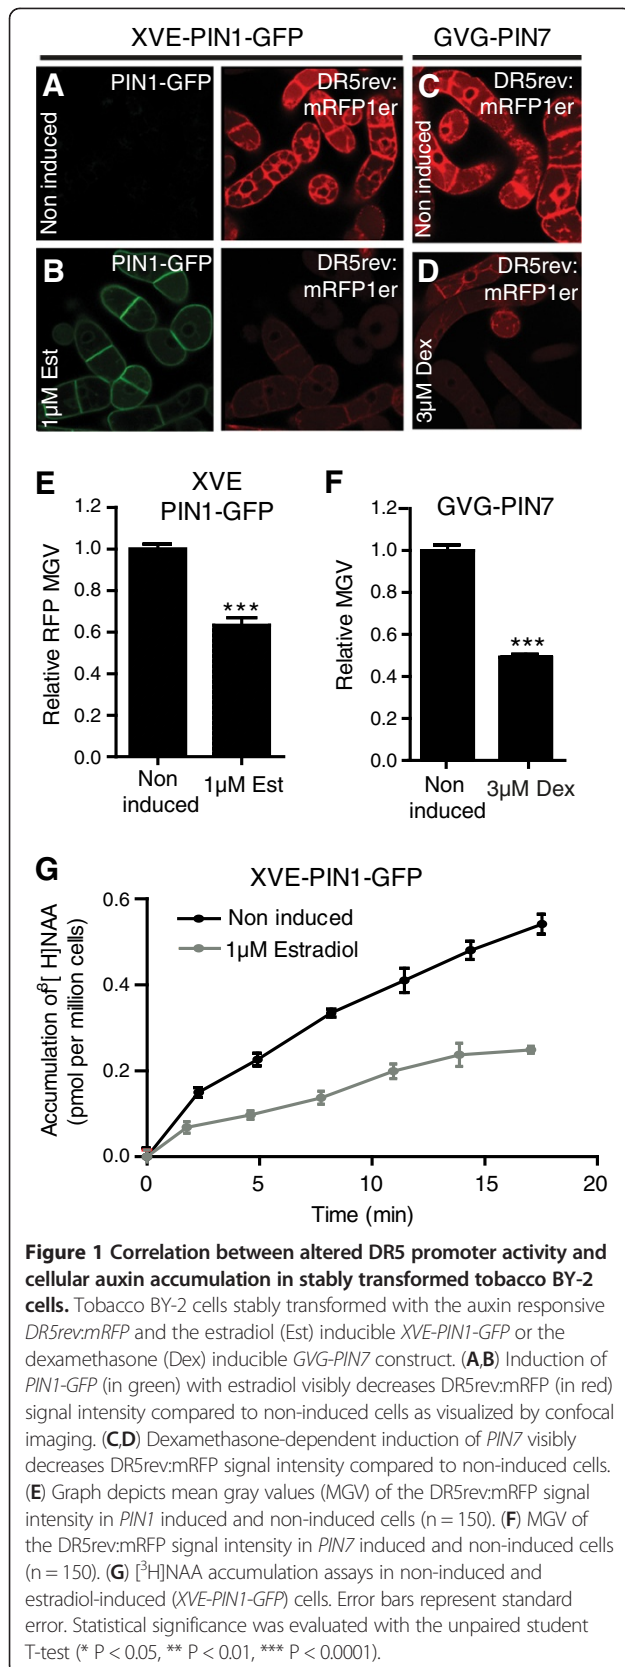 XVE-PIN1-GFP
GVG-PIN7
A
PIN1-GFP
Non induced
DR5rev:
mRFP1er
C
DR5rev:
mRFP1er
Non induced
B
PIN1-GFP
1µM Est
DR5rev:
mRFP1er
D
DR5rev:
mRFP1er
3µM Dex
E
XVE
PIN1-GFP
Relative RFP MGV
1.2
1.0
0.8
0.6
0.4
0.2
0.0
***
Non
induced
1µM Est
F
GVG-PIN7
Relative MGV
1.2
1.0
0.8
0.6
0.4
0.2
0.0
***
Non
induced
3µM Dex
G
XVE-PIN1-GFP
Non induced
1µM Estradiol
Accumulation of³[ H]NAA
(pmol per million cells)
0.6
0.4
0.2
0.0
0
5
10
15
20
Time (min)
Figure 1 Correlation between altered DR5 promoter activity and
cellular auxin accumulation in stably transformed tobacco BY-2
cells. Tobacco BY-2 cells stably transformed with the auxin responsive
DR5rev:mRFP and the estradiol (Est) inducible XVE-PIN1-GFP or the
dexamethasone (Dex) inducible GVG-PIN7 construct. (A,B) Induction of
PIN1-GFP (in green) with estradiol visibly decreases DR5rev:mRFP (in red)
signal intensity compared to non-induced cells as visualized by confocal
imaging. (C,D) Dexamethasone-dependent induction of PIN7 visibly
decreases DR5rev:mRFP signal intensity compared to non-induced cells.
(E) Graph depicts mean gray values (MGV) of the DR5rev:mRFP signal
intensity in PIN1 induced and non-induced cells (n = 150). (F) MGV of
the DR5rev:mRFP signal intensity in PIN7 induced and non-induced cells
(n = 150). (G) [³H]NAA accumulation assays in non-induced and
estradiol-induced (XVE-PIN1-GFP) cells. Error bars represent standard
error. Statistical significance was evaluated with the unpaired student
T-test (* P < 0.05, ** P < 0.01, *** P < 0.0001).